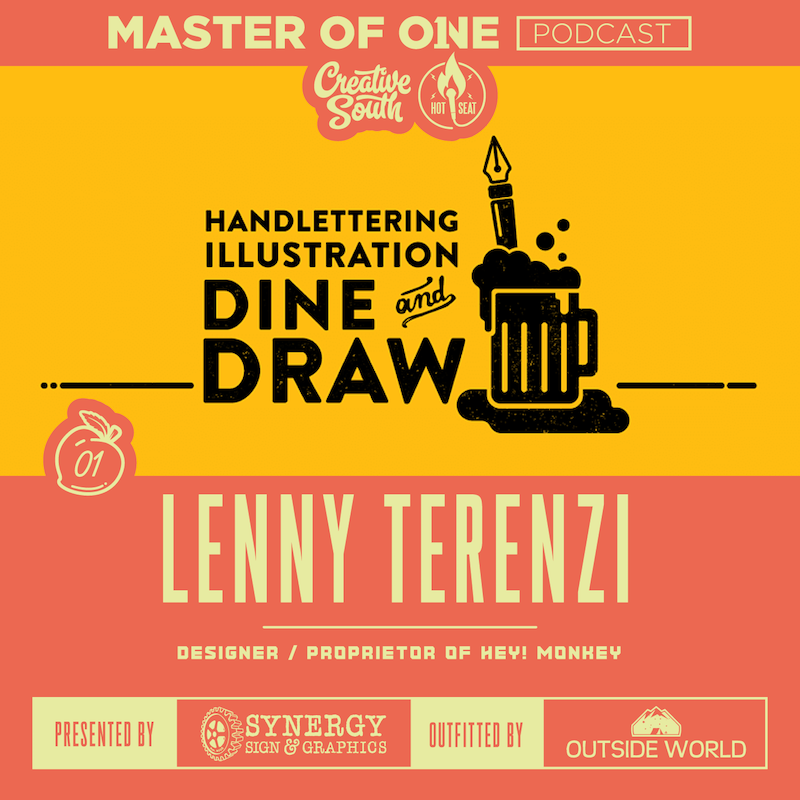 MASTER OF ONE PODCAST
Creative
South
HOT SEAT
HANDLETTERING
ILLUSTRATION
DINE and
DRAW
01
LENNY TERENZI
DESIGNER / PROPRIETOR OF HEY! MONKEY
PRESENTED BY
SYNERGY
SIGN & GRAPHICS
OUTFITTED BY
OUTSIDE WORLD